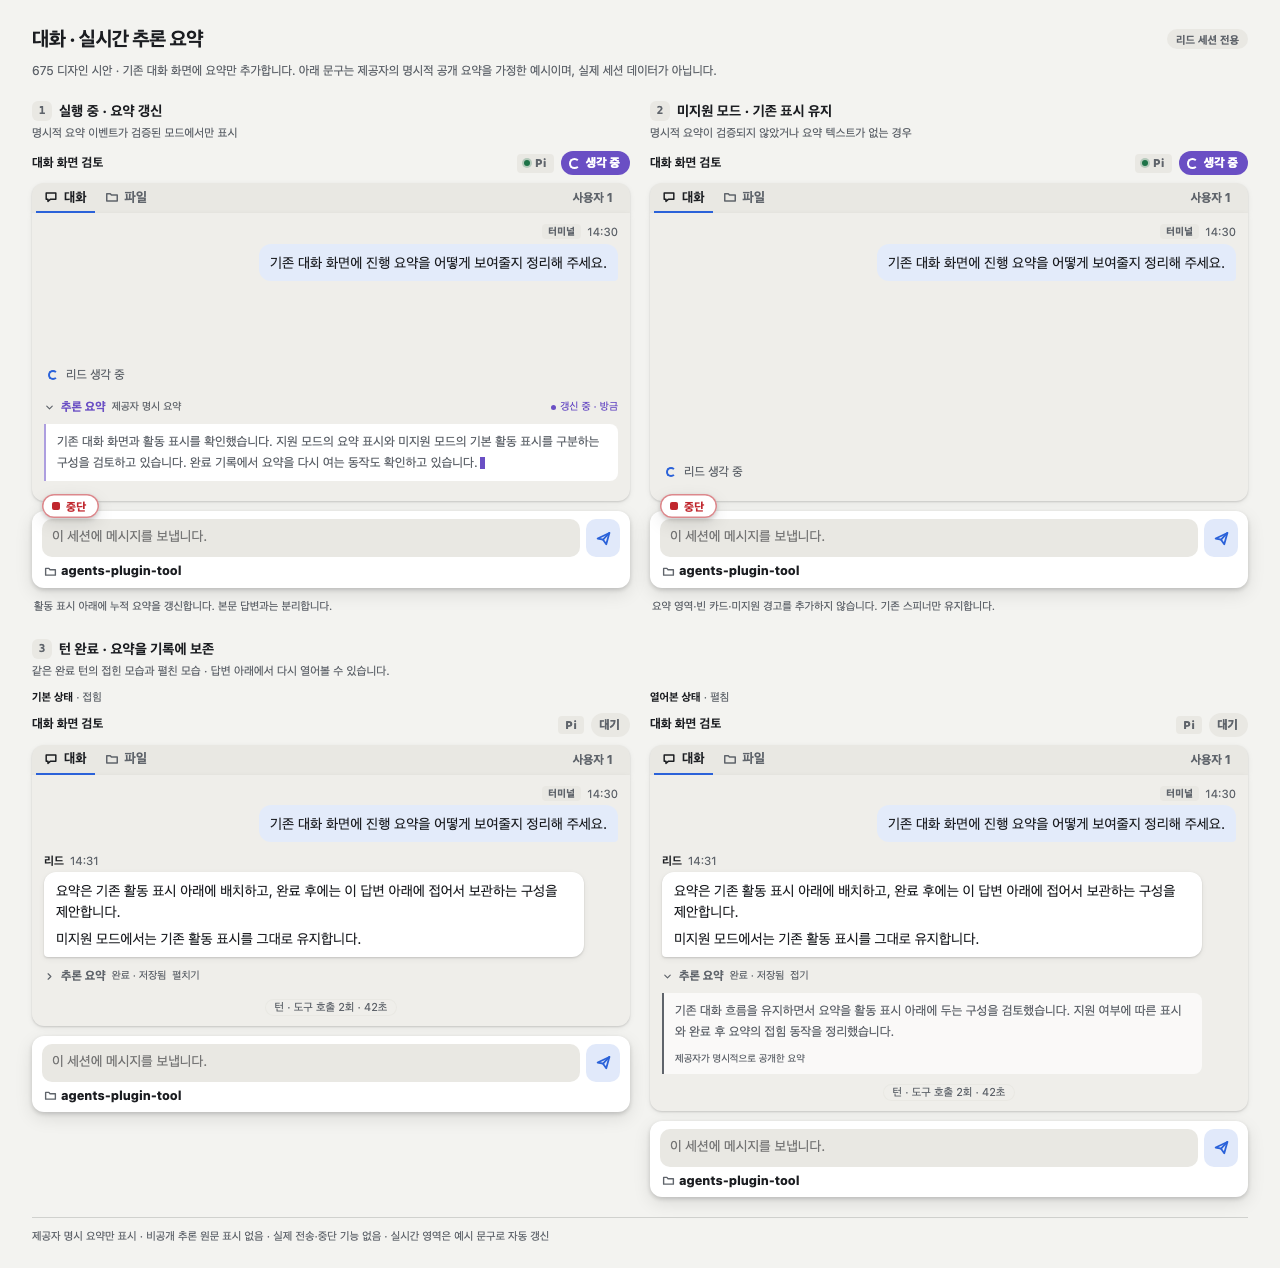 대화 · 실시간 추론 요약
리드 세션 전용
675 디자인 시안 · 기존 대화 화면에 요약만 추가합니다. 아래 문구는 제공자의 명시적 공개 요약을 가정한 예시이며, 실제 세션 데이터가 아닙니다.
1 실행 중 · 요약 갱신
명시적 요약 이벤트가 검증된 모드에서만 표시
대화 화면 검토
Pi
생각 중
대화
파일
사용자 1
터미널 14:30
기존 대화 화면에 진행 요약을 어떻게 보여줄지 정리해 주세요.
리드 생각 중
추론 요약 제공자 명시 요약
갱신 중 · 방금
기존 대화 화면과 활동 표시를 확인했습니다. 지원 모드의 요약 표시와 미지원 모드의 기본 활동 표시를 구분하는
구성을 검토하고 있습니다. 완료 기록에서 요약을 다시 여는 동작도 확인하고 있습니다.
중단
이 세션에 메시지를 보냅니다.
agents-plugin-tool
활동 표시 아래에 누적 요약을 갱신합니다. 본문 답변과는 분리합니다.
2 미지원 모드 · 기존 표시 유지
명시적 요약이 검증되지 않았거나 요약 텍스트가 없는 경우
대화 화면 검토
Pi
생각 중
대화
파일
사용자 1
터미널 14:30
기존 대화 화면에 진행 요약을 어떻게 보여줄지 정리해 주세요.
리드 생각 중
중단
이 세션에 메시지를 보냅니다.
agents-plugin-tool
요약 영역·빈 카드·미지원 경고를 추가하지 않습니다. 기존 스피너만 유지합니다.
3 턴 완료 · 요약을 기록에 보존
같은 완료 턴의 접힌 모습과 펼친 모습 · 답변 아래에서 다시 열어볼 수 있습니다.
기본 상태 · 접힘
대화 화면 검토
Pi
대기
대화
파일
사용자 1
터미널 14:30
기존 대화 화면에 진행 요약을 어떻게 보여줄지 정리해 주세요.
리드 14:31
요약은 기존 활동 표시 아래에 배치하고, 완료 후에는 이 답변 아래에 접어서 보관하는 구성을
제안합니다.
미지원 모드에서는 기존 활동 표시를 그대로 유지합니다.
추론 요약 완료 · 저장됨 펼치기
턴 · 도구 호출 2회 · 42초
이 세션에 메시지를 보냅니다.
agents-plugin-tool
열어본 상태 · 펼침
대화 화면 검토
Pi
대기
대화
파일
사용자 1
터미널 14:30
기존 대화 화면에 진행 요약을 어떻게 보여줄지 정리해 주세요.
리드 14:31
요약은 기존 활동 표시 아래에 배치하고, 완료 후에는 이 답변 아래에 접어서 보관하는 구성을
제안합니다.
미지원 모드에서는 기존 활동 표시를 그대로 유지합니다.
추론 요약 완료 · 저장됨 접기
기존 대화 흐름을 유지하면서 요약을 활동 표시 아래에 두는 구성을 검토했습니다. 지원 여부에 따른 표시
와 완료 후 요약의 접힘 동작을 정리했습니다.
제공자가 명시적으로 공개한 요약
턴 · 도구 호출 2회 · 42초
이 세션에 메시지를 보냅니다.
agents-plugin-tool
제공자 명시 요약만 표시 · 비공개 추론 원문 표시 없음 · 실제 전송·중단 기능 없음 · 실시간 영역은 예시 문구로 자동 갱신